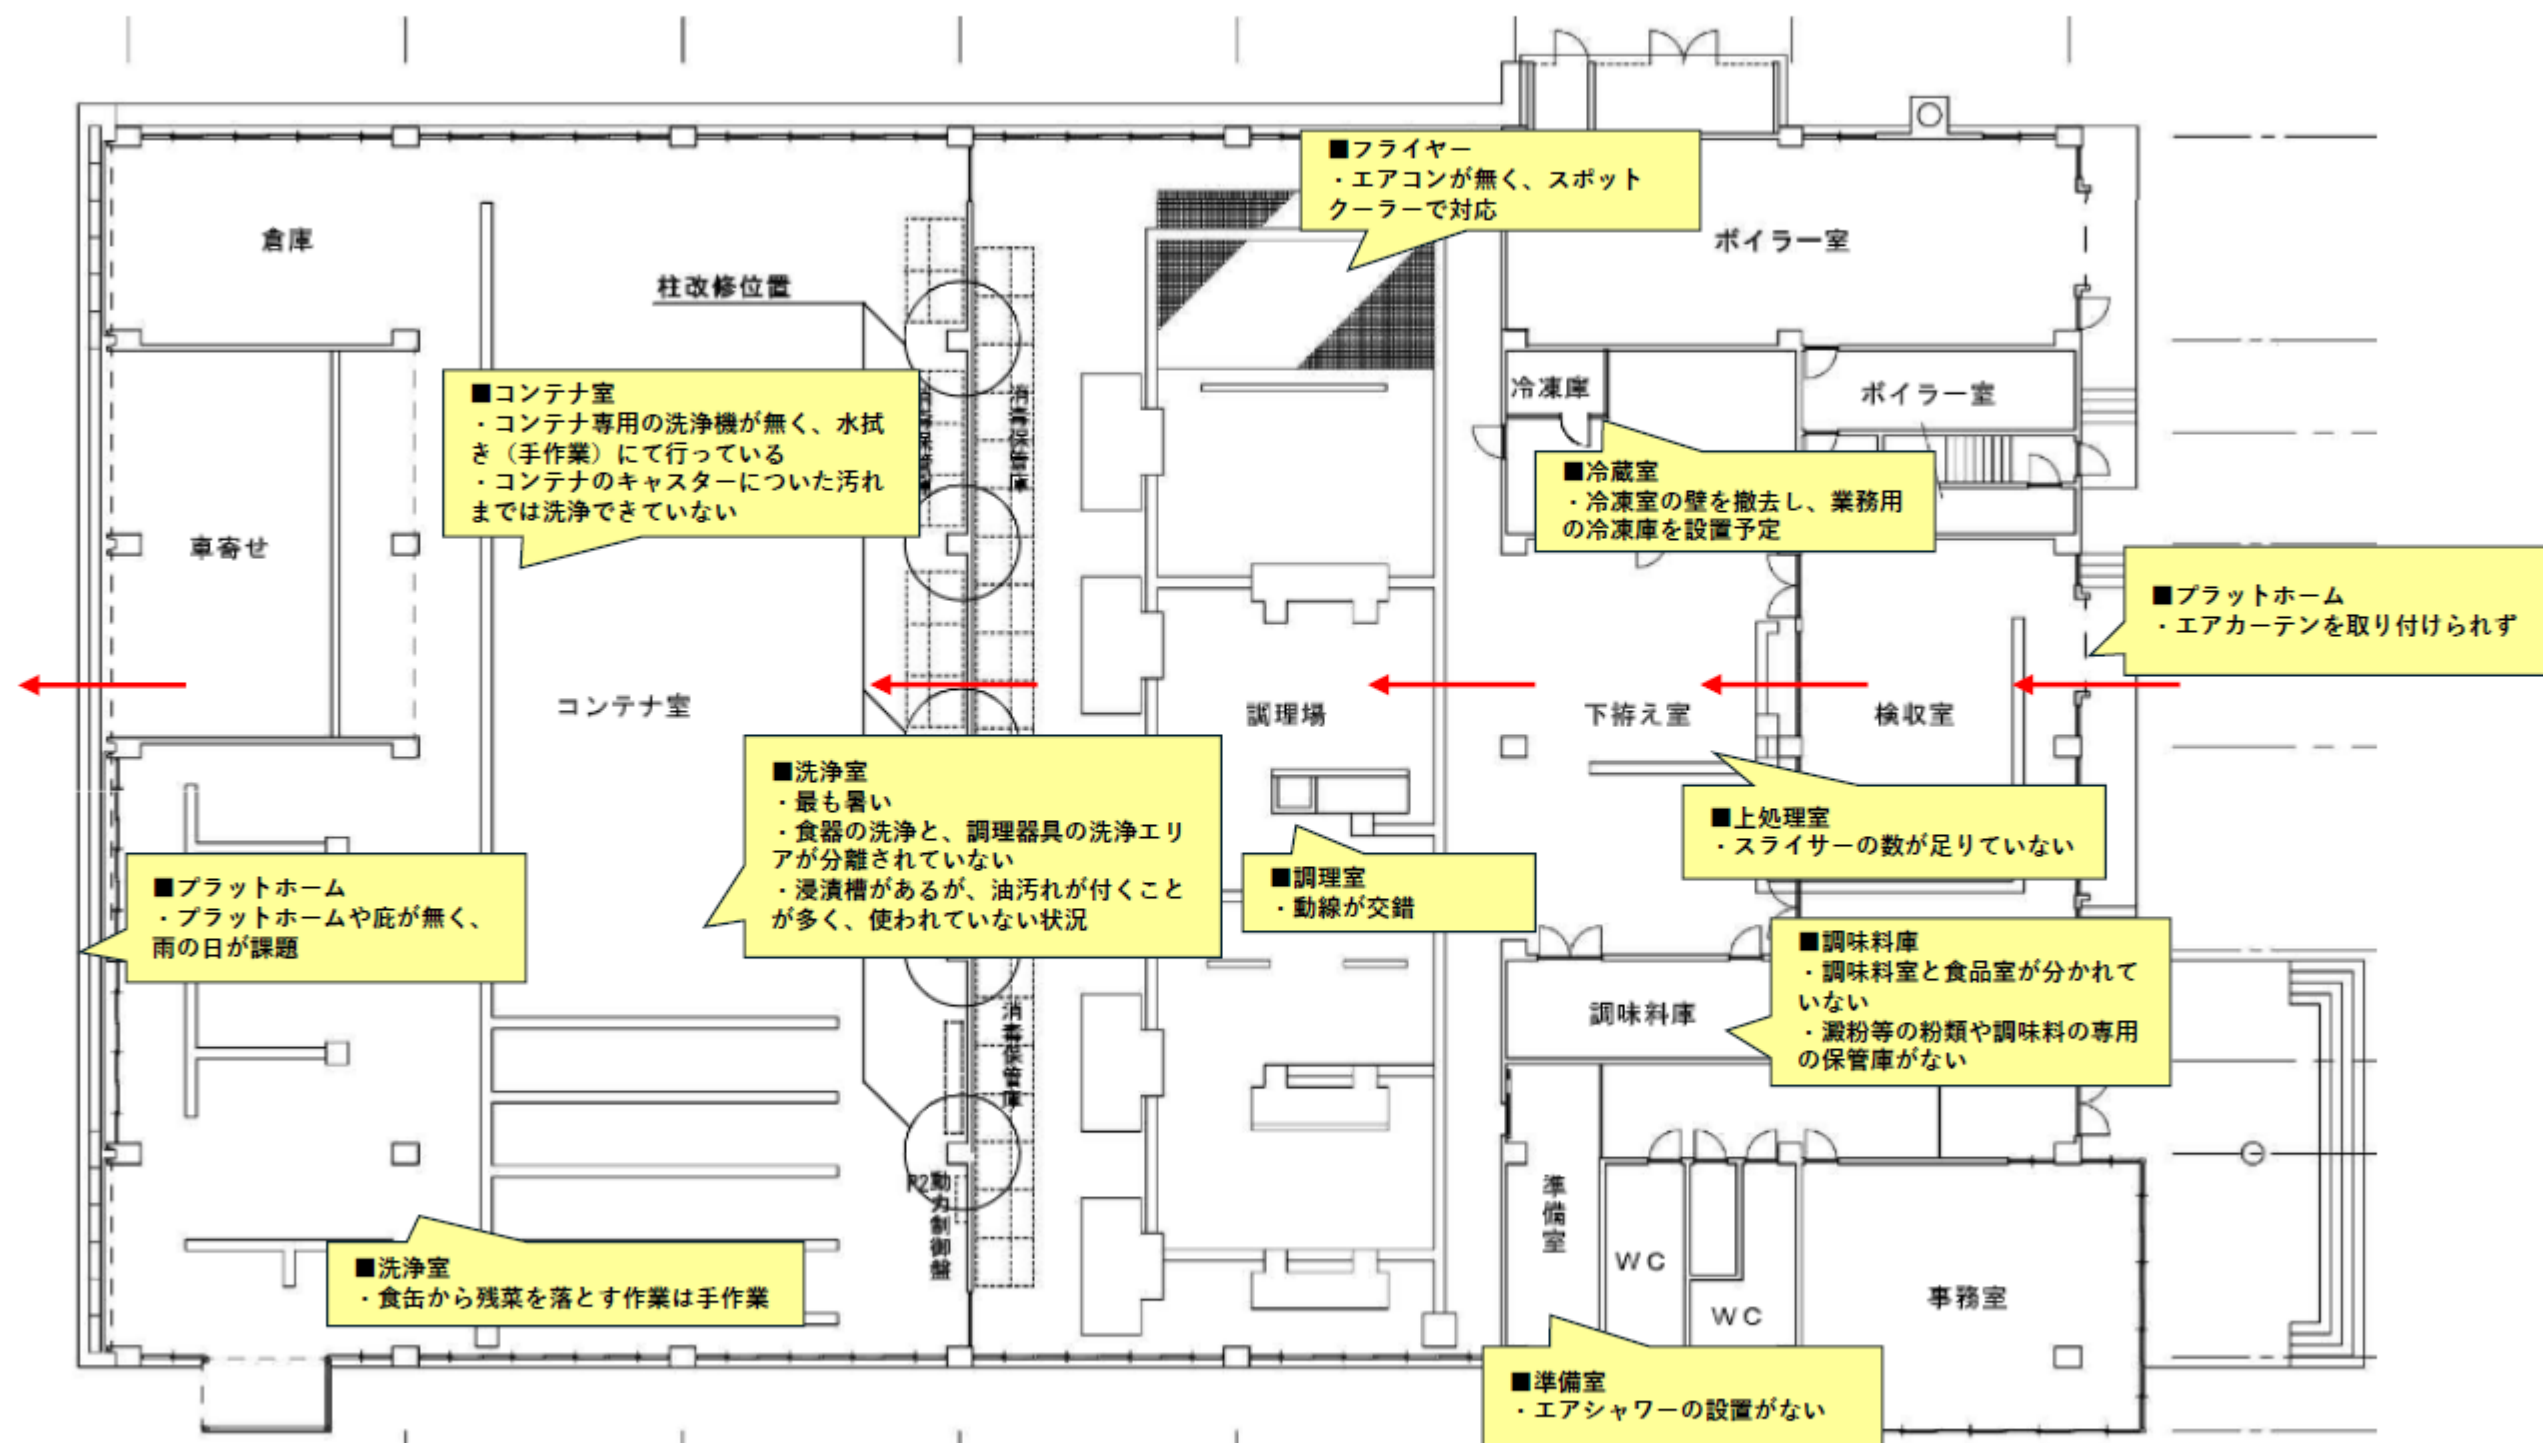 ■フライヤー
・エアコンが無く、スポット
クーラーで対応
倉庫
ボイラー室
柱改修位置
■コンテナ室
・コンテナ専用の洗浄機が無く、水拭
き（手作業）にて行っている
・コンテナのキャスターについた汚れ
までは洗浄できていない
消毒保管庫
冷凍庫
ボイラー室
■冷蔵室
・冷凍室の壁を撤去し、業務用
の冷凍庫を設置予定
車寄せ
■プラットホーム
・エアカーテンを取り付けられず
コンテナ室
調理場
下拵え室
検収室
■洗浄室
・最も暑い
・食器の洗浄と、調理器具の洗浄エリ
アが分離されていない
・浸漬槽があるが、油汚れが付くこと
が多く、使われていない状況
■上処理室
・スライサーの数が足りていない
■調理室
・動線が交錯
■プラットホーム
・プラットホームや庇が無く、
雨の日が課題
■調味料庫
・調味料室と食品室が分かれて
いない
・澱粉等の粉類や調味料の専用
の保管庫がない
調味料庫
消毒保管庫
P2動力制御盤
準備室
WC
WC
事務室
■洗浄室
・食缶から残菜を落とす作業は手作業
■準備室
・エアシャワーの設置がない